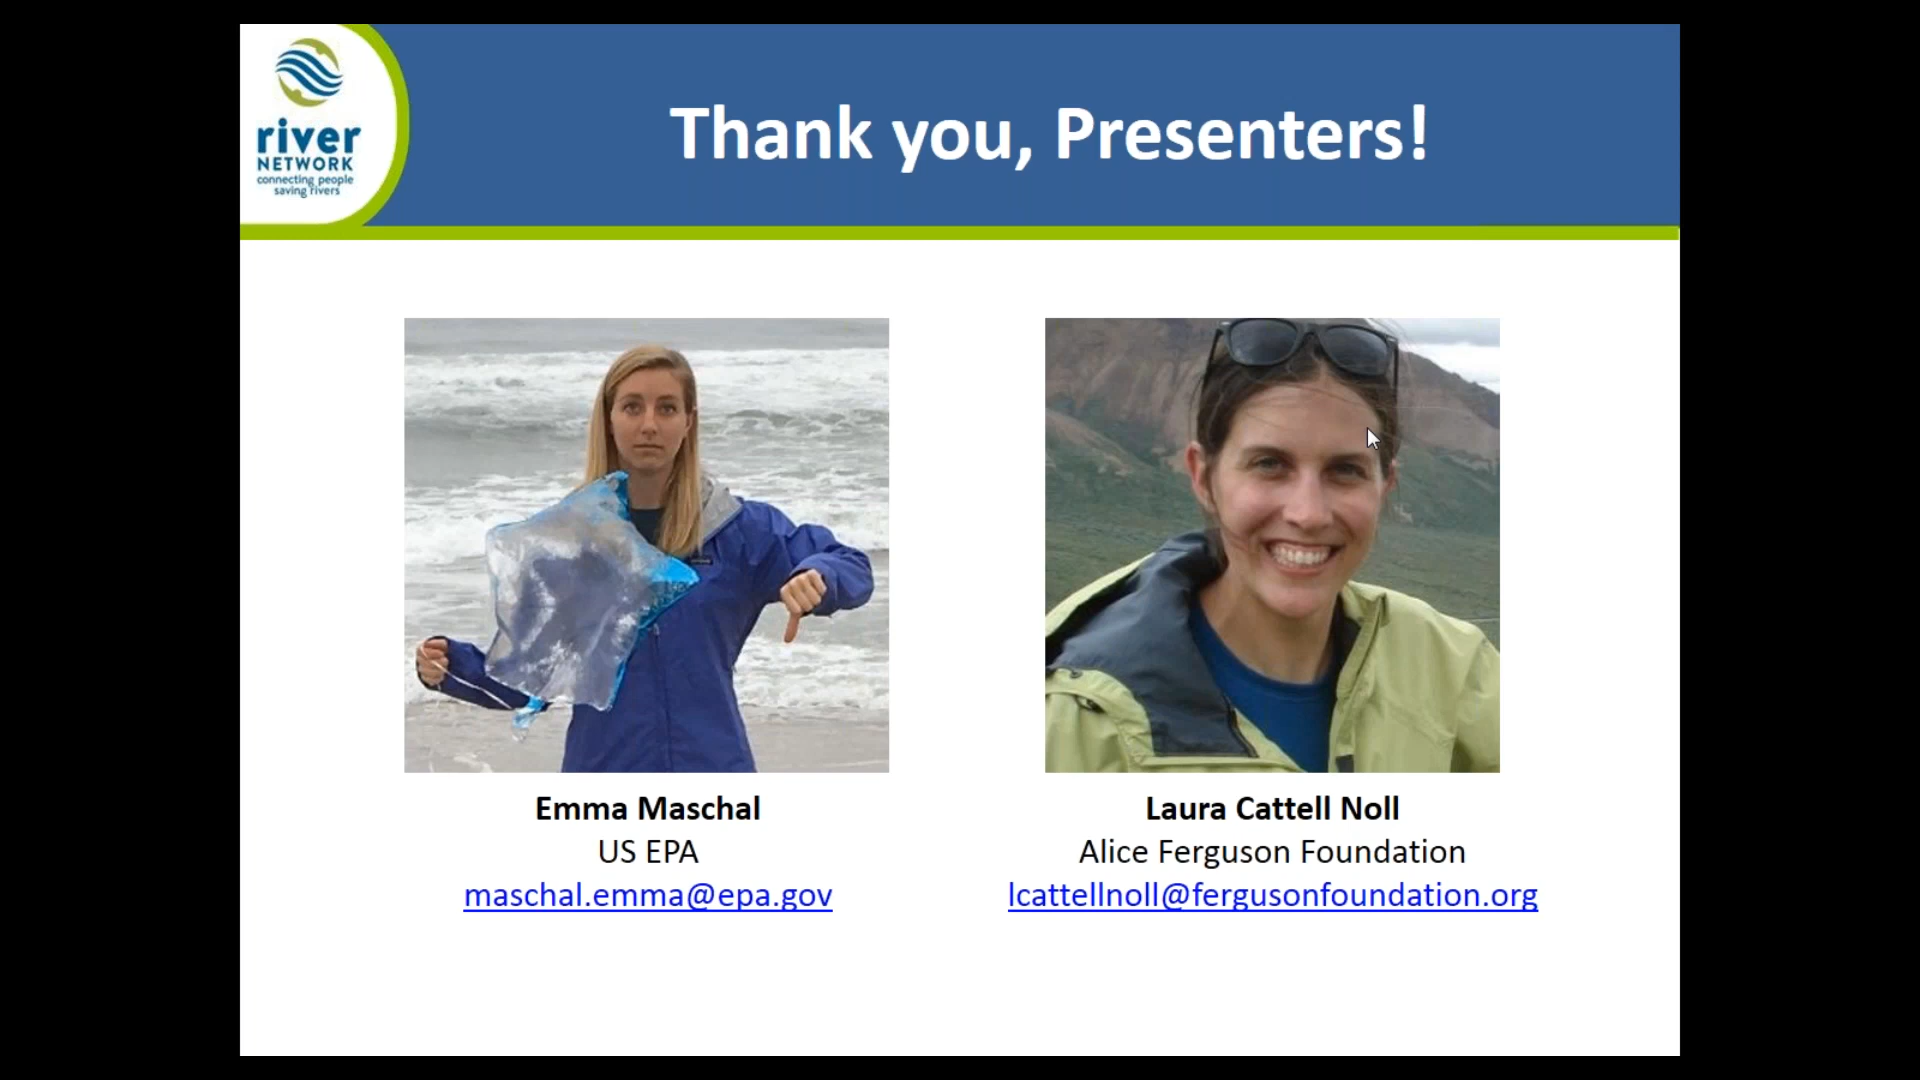 river
NETWORK
connecting people
saving rivers
Thank you, Presenters!
Emma Maschal
US EPA
maschal.emma@epa.gov
Laura Cattell Noll
Alice Ferguson Foundation
lcattellnoll@fergusonfoundation.org